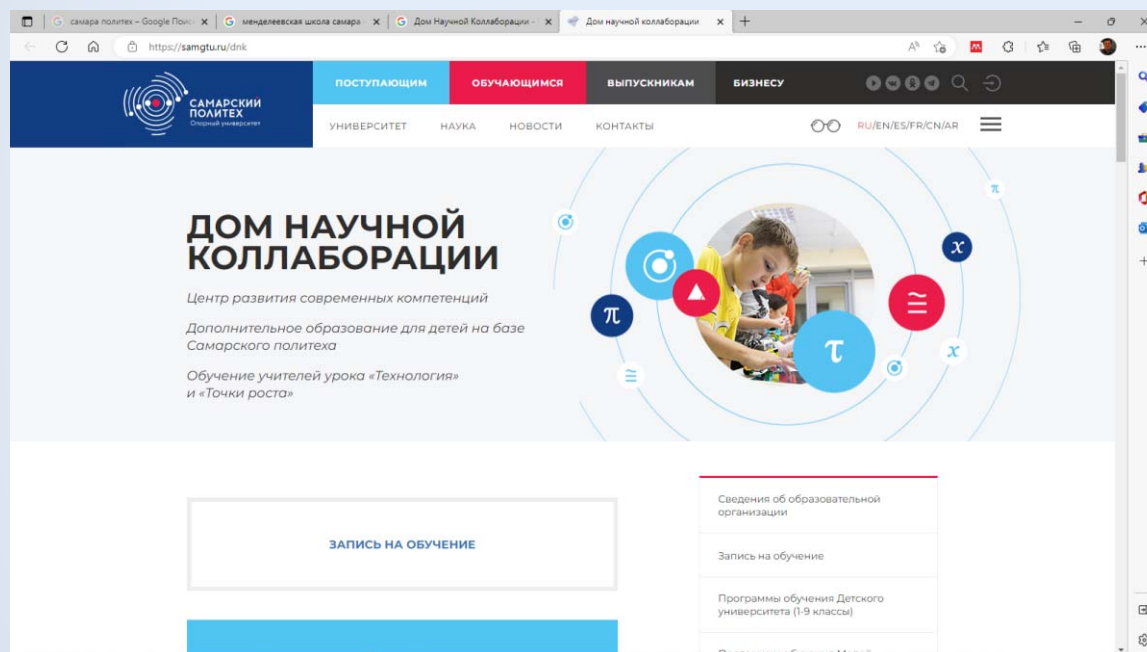 самара политех – Google Поис
менделеевская школа самара
Дом Научной Коллаборации -
Дом научной коллаборации
https://samgtu.ru/dnk
САМАРСКИЙ
ПОЛИТЕХ
Опорный университет
ПОСТУПАЮЩИМ
ОБУЧАЮЩИМСЯ
ВЫПУСКНИКАМ
БИЗНЕСУ
УНИВЕРСИТЕТ
НАУКА
НОВОСТИ
КОНТАКТЫ
RU/EN/ES/FR/CN/AR
ДОМ НАУЧНОЙ
КОЛЛАБОРАЦИИ
Центр развития современных компетенций
Дополнительное образование для детей на базе
Самарского политеха
Обучение учителей урока «Технология»
и «Точки роста»
π
x
π
τ
≅
x
≅
ЗАПИСЬ НА ОБУЧЕНИЕ
Сведения об образовательной
организации
Запись на обучение
Программы обучения Детского
университета (1-9 классы)